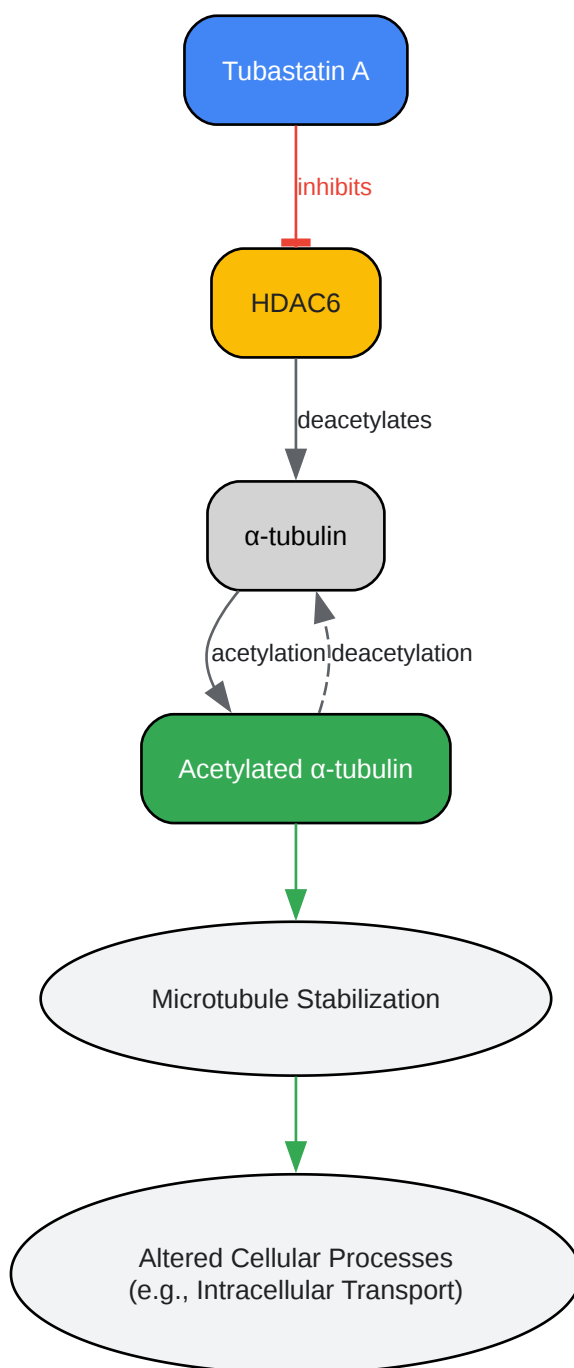 Tubastatin A
inhibits
HDAC6
deacetylates
α-tubulin
acetylation
deacetylation
Acetylated α-tubulin
Microtubule Stabilization
Altered Cellular Processes
(e.g., Intracellular Transport)